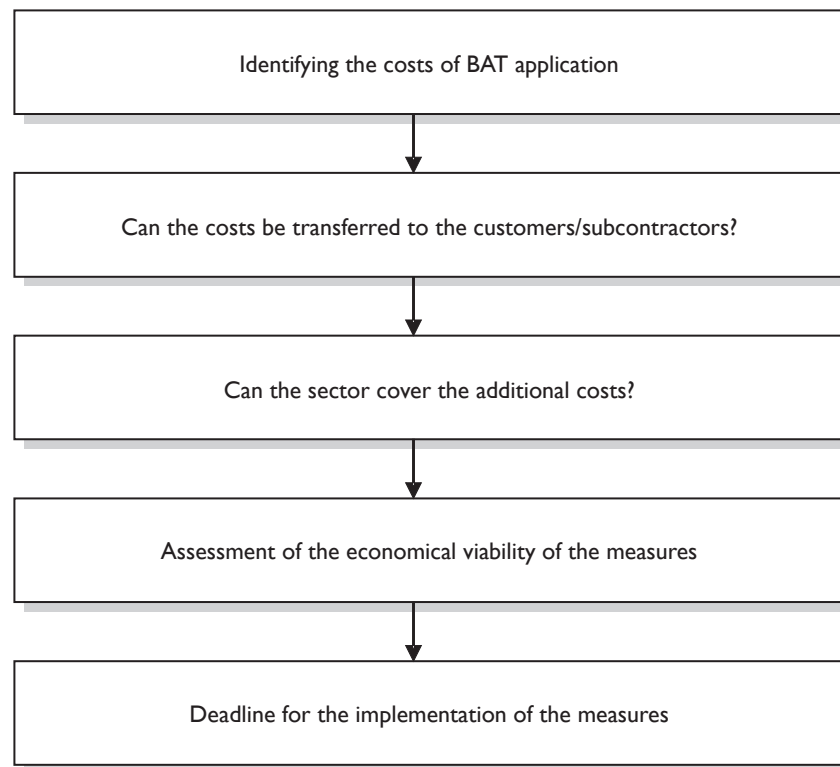 Identifying the costs of BAT application
Can the costs be transferred to the customers/subcontractors?
Can the sector cover the additional costs?
Assessment of the economical viability of the measures
Deadline for the implementation of the measures